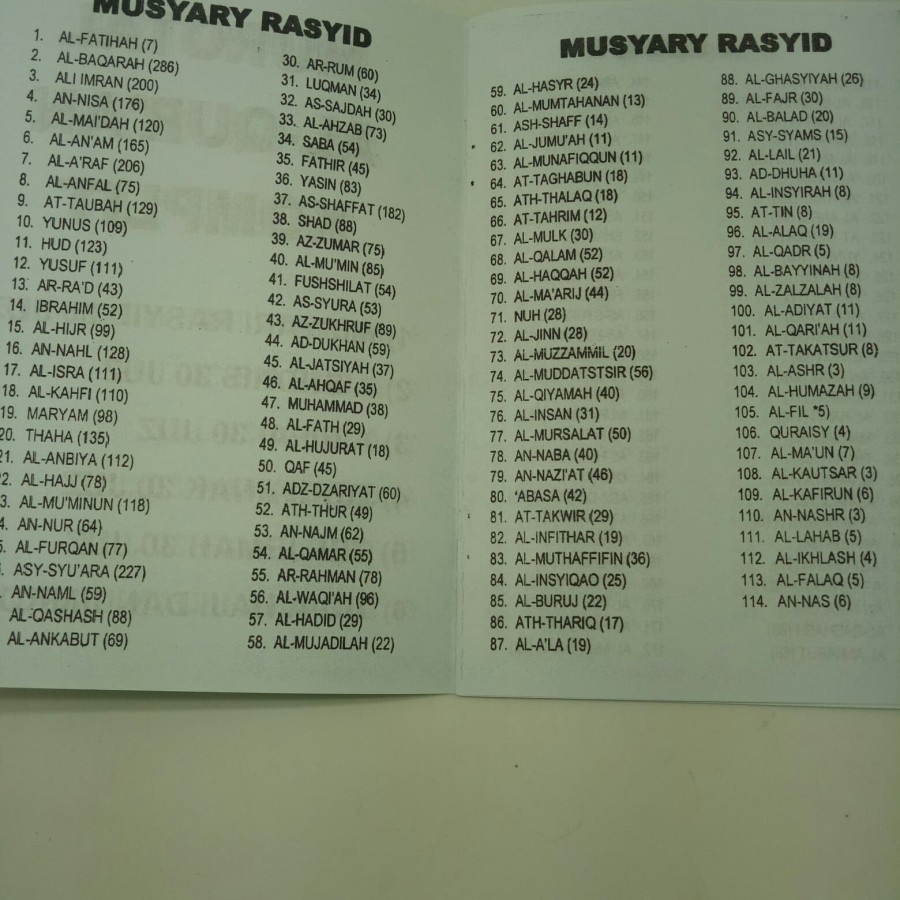 MUSYARY RASYID
1. AL-FATIHAH (7)
2. AL-BAQARAH (286)
3. ALI IMRAN (200)
4. AN-NISA (176)
5. AL-MAI'DAH (120)
6. AL-AN'AM (165)
7. AL-A'RAF (206)
8. AL-ANFAL (75)
9. AT-TAUBAH (129)
10. YUNUS (109)
11. HUD (123)
12. YUSUF (111)
13. AR-RA'D (43)
14. IBRAHIM (52)
15. AL-HIJR (99)
16. AN-NAHL (128)
17. AL-ISRA (111)
18. AL-KAHFI (110)
19. MARYAM (98)
20. THAHA (135)
21. AL-ANBIYA (112)
2. AL-HAJJ (78)
3. AL-MU'MINUN (118)
4. AN-NUR (64)
5. AL-FURQAN (77)
. ASY-SYU'ARA (227)
AN-NAML (59)
AL-QASHASH (88)
AL-ANKABUT (69)
30. AR-RUM (60)
31. LUQMAN (34)
32. AS-SAJDAH (30)
33. AL-AHZAB (73)
34. SABA (54)
35. FATHIR (45)
36. YASIN (83)
37. AS-SHAFFAT (182)
38. SHAD (88)
39. AZ-ZUMAR (75)
40. AL-MU'MIN (85)
41. FUSHSHILAT (54)
42. AS-SYURA (53)
43. AZ-ZUKHRUF (89)
44. AD-DUKHAN (59)
45. AL-JATSIYAH (37)
46. AL-AHQAF (35)
47. MUHAMMAD (38)
48. AL-FATH (29)
49. AL-HUJURAT (18)
50. QAF (45)
51. ADZ-DZARIYAT (60)
52. ATH-THUR (49)
53. AN-NAJM (62)
54. AL-QAMAR (55)
55. AR-RAHMAN (78)
56. AL-WAQI'AH (96)
57. AL-HADID (29)
58. AL-MUJADILAH (22)
MUSYARY RASYID
59. AL-HASYR (24)
60. AL-MUMTAHANAN (13)
61. ASH-SHAFF (14)
62. AL-JUMU'AH (11)
63. AL-MUNAFIQQUN (11)
64. AT-TAGHABUN (18)
65. ATH-THALAQ (18)
66. AT-TAHRIM (12)
67. AL-MULK (30)
68. AL-QALAM (52)
69. AL-HAQQAH (52)
70. AL-MA'ARIJ (44)
71. NUH (28)
72. AL-JINN (28)
73. AL-MUZZAMMIL (20)
74. AL-MUDDATSTSIR (56)
75. AL-QIYAMAH (40)
76. AL-INSAN (31)
77. AL-MURSALAT (50)
78. AN-NABA (40)
79. AN-NAZI'AT (46)
80. 'ABASA (42)
81. AT-TAKWIR (29)
82. AL-INFITHAR (19)
83. AL-MUTHAFFIFIN (36)
84. AL-INSYIQAO (25)
85. AL-BURUJ (22)
86. ATH-THARIQ (17)
87. AL-A'LA (19)
88. AL-GHASYIYAH (26)
89. AL-FAJR (30)
90. AL-BALAD (20)
91. ASY-SYAMS (15)
92. AL-LAIL (21)
93. AD-DHUHA (11)
94. AL-INSYIRAH (8)
95. AT-TIN (8)
96. AL-ALAQ (19)
97. AL-QADR (5)
98. AL-BAYYINAH (8)
99. AL-ZALZALAH (8)
100. AL-ADIYAT (11)
101. AL-QARI'AH (11)
102. AT-TAKATSUR (8)
103. AL-ASHR (3)
104. AL-HUMAZAH (9)
105. AL-FIL *5)
106. QURAISY (4)
107. AL-MA'UN (7)
108. AL-KAUTSAR (3)
109. AL-KAFIRUN (6)
110. AN-NASHR (3)
111. AL-LAHAB (5)
112. AL-IKHLASH (4)
113. AL-FALAQ (5)
114. AN-NAS (6)